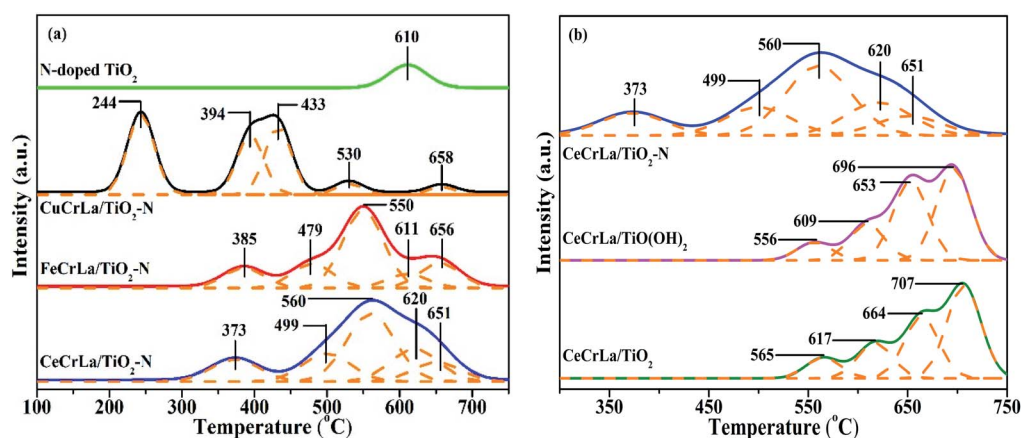 (a)
610
N-doped TiO₂
244
394
433
530
658
CuCrLa/TiO₂-N
550
385
479
611
656
FeCrLa/TiO₂-N
560
620
499
651
373
CeCrLa/TiO₂-N
100 200 300 400 500 600 700
Temperature (°C)
Intensity (a.u.)
(b)
560
620
499
651
373
CeCrLa/TiO₂-N
696
653
609
556
CeCrLa/TiO(OH)₂
707
664
617
565
CeCrLa/TiO₂
350 450 550 650 750
Temperature (°C)
Intensity (a.u.)